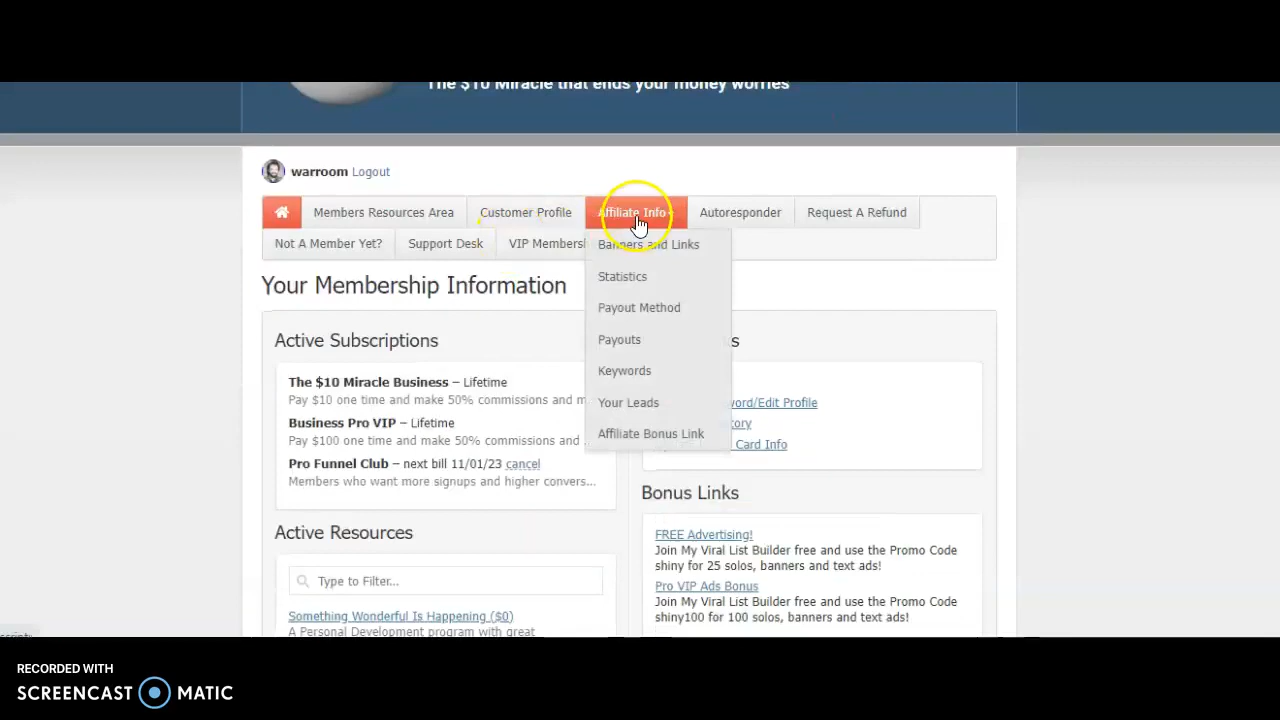 The $10 Miracle that ends your money worries
warroom Logout
Members Resources Area Customer Profile Affiliate Info Autoresponder Request A Refund
Not A Member Yet? Support Desk VIP Membersh
Banners and Links
Statistics
Payout Method
Payouts
Keywords
Your Leads
Affiliate Bonus Link
Your Membership Information
Active Subscriptions
The $10 Miracle Business – Lifetime
Pay $10 one time and make 50% commissions and
Business Pro VIP – Lifetime
Pay $100 one time and make 50% commissions and
Pro Funnel Club – next bill 11/01/23 cancel
Members who want more signups and higher convers...
Active Resources
Type to Filter...
Something Wonderful Is Happening ($0)
A Personal Development program with great
word/Edit Profile
Card Info
Bonus Links
FREE Advertising!
Join My Viral List Builder free and use the Promo Code
shiny for 25 solos, banners and text ads!
Pro VIP Ads Bonus
Join My Viral List Builder free and use the Promo Code
shiny100 for 100 solos, banners and text ads!
RECORDED WITH
SCREENCAST MATIC